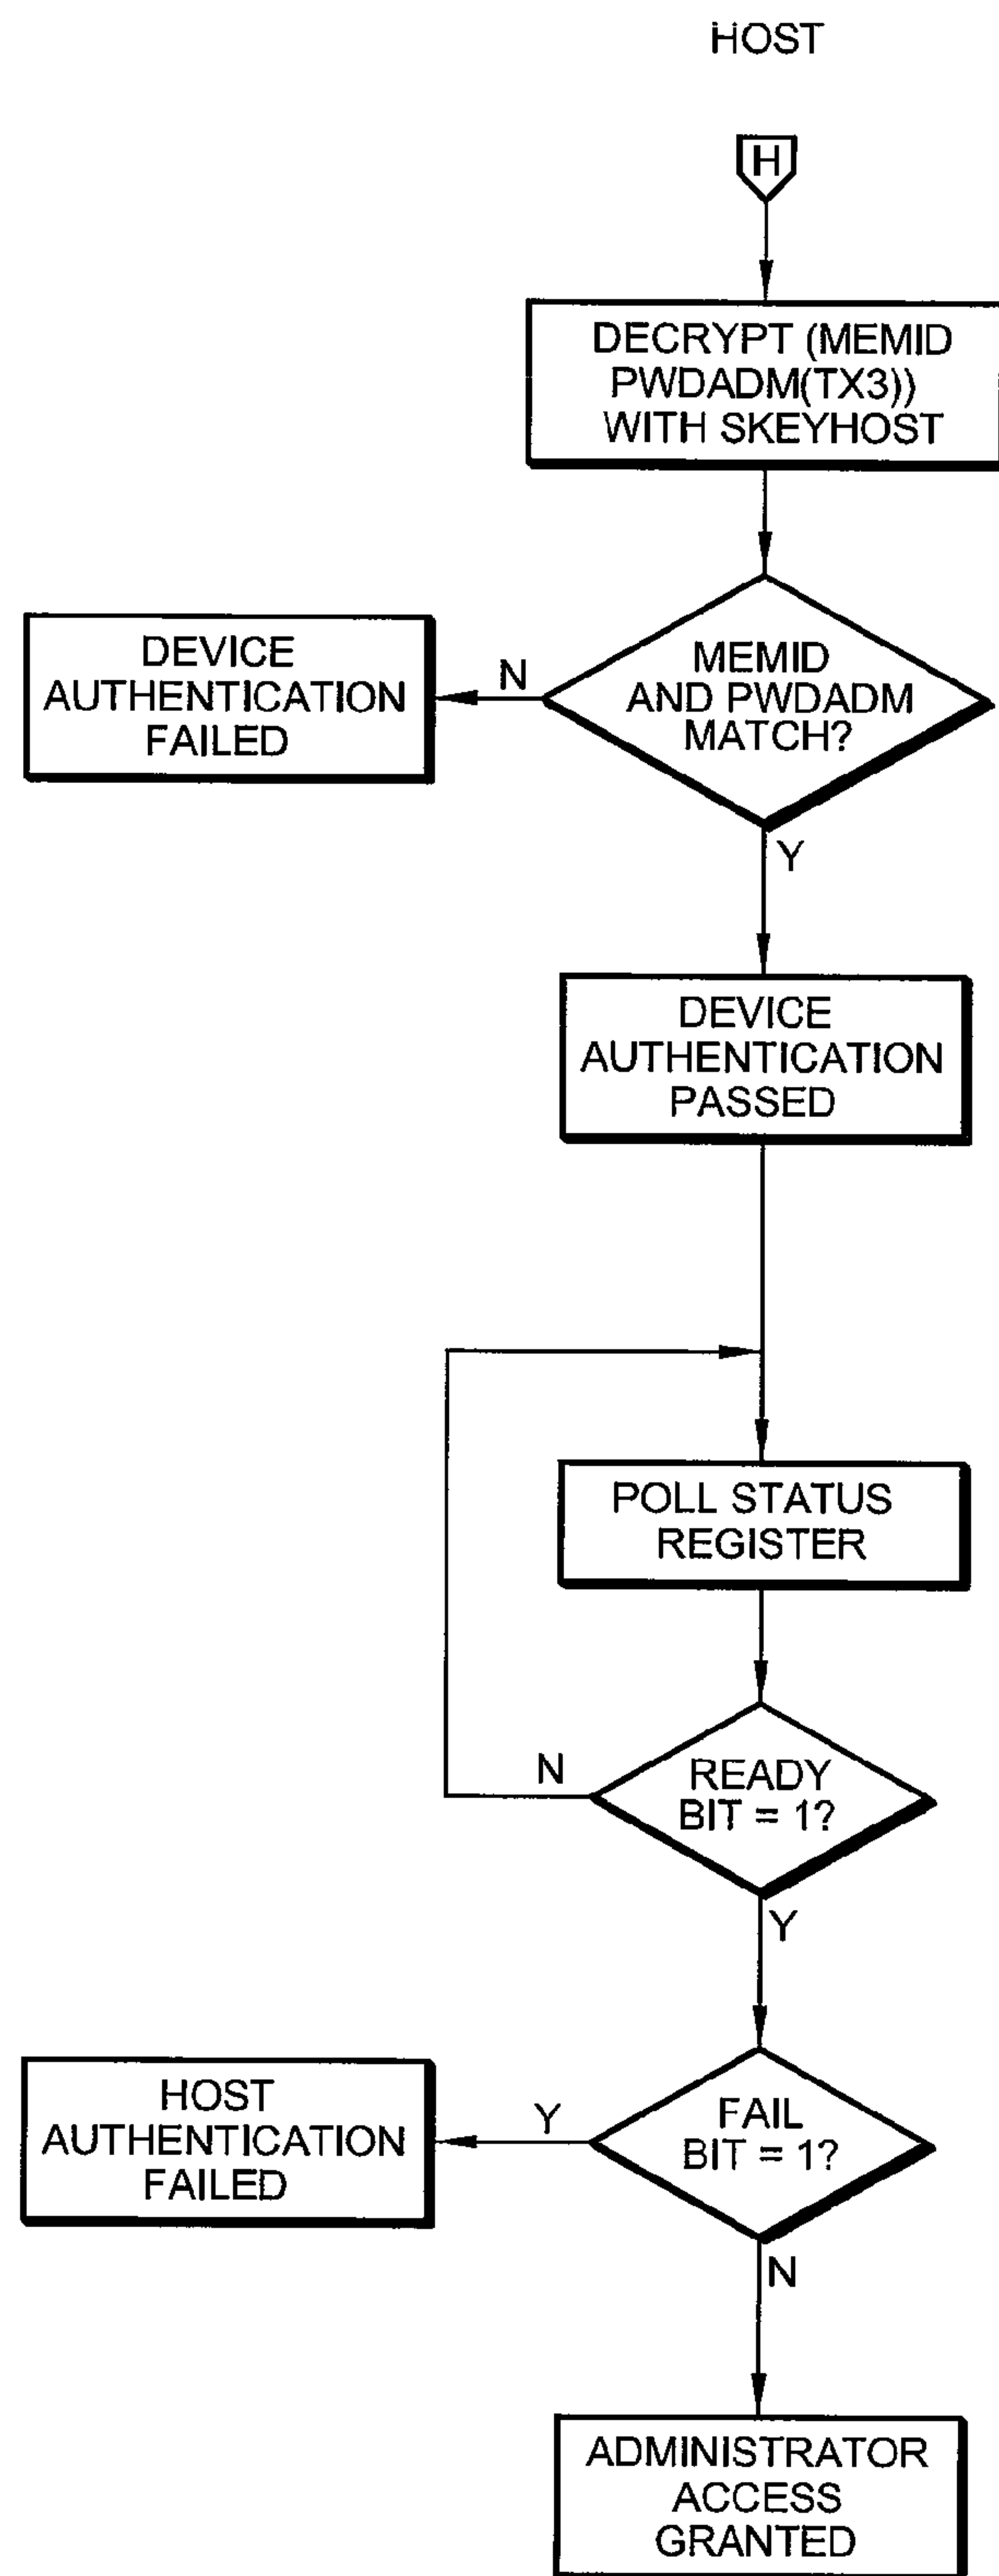 HOST
H
DECRYPT (MEMID
PWDADM(TX3))
WITH SKEYHOST
MEMID
AND PWDADM
MATCH?
N
DEVICE
AUTHENTICATION
FAILED
Y
DEVICE
AUTHENTICATION
PASSED
POLL STATUS
REGISTER
READY
BIT = 1?
N
Y
FAIL
BIT = 1?
Y
HOST
AUTHENTICATION
FAILED
N
ADMINISTRATOR
ACCESS
GRANTED